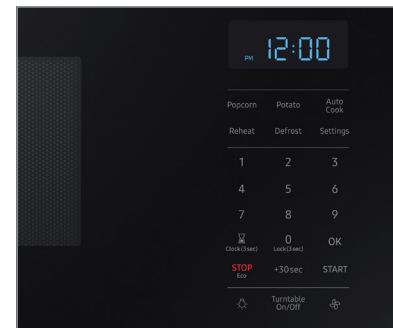 PM 12:00
Popcorn Potato Auto
Cook
Reheat Defrost Settings
1 2 3
4 5 6
7 8 9
0 OK
Clock(3sec) Lock(3sec)
STOP +30sec START
Eco
Turntable
On/Off